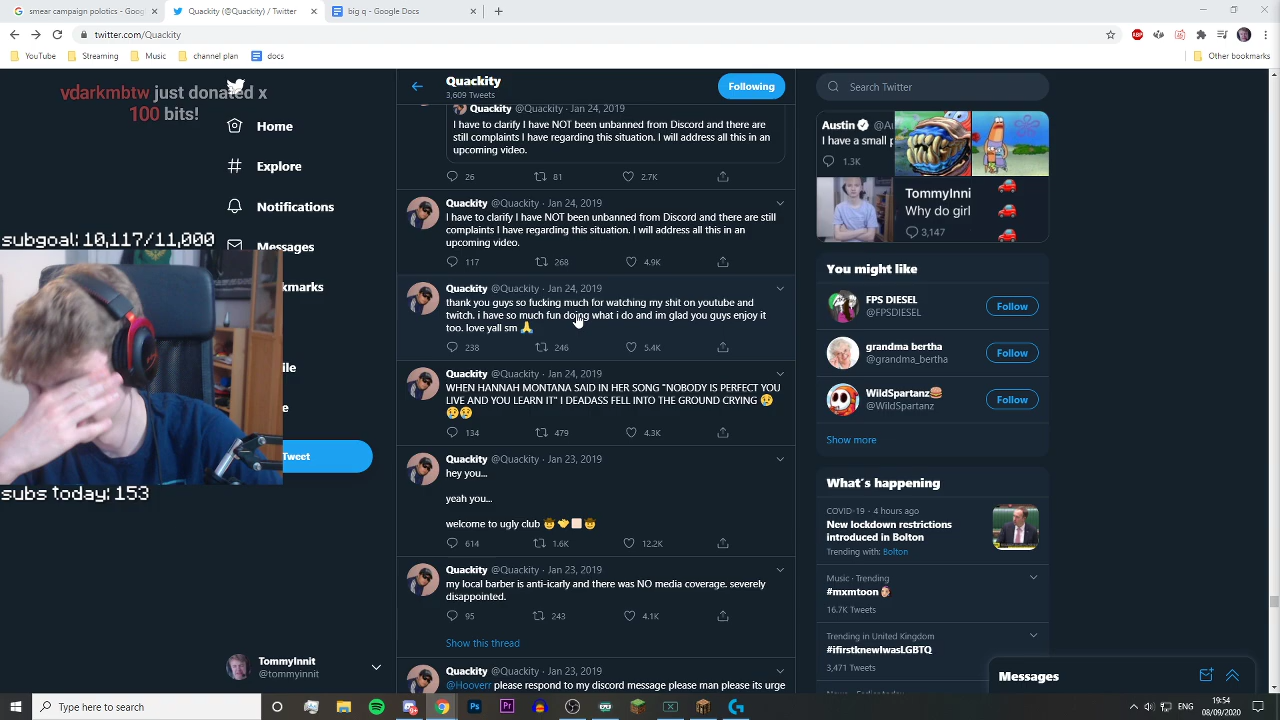 smear campaign polotics - Goog
Quackity (@Quackity) / Twitter
big q - Google Docs
twitter.com/Quackity
YouTube
Streaming
Music
channel plan
docs
Other bookmarks
vdarkmbtw just donated x
100 bits!
Home
Explore
Notifications
subgoal: 10,117/11,000
Messages
kmarks
Tweet
subs today: 153
TommyInnit
@tommyinnit
Quackity
3,609 Tweets
Following
Quackity @Quackity · Jan 24, 2019
I have to clarify I have NOT been unbanned from Discord and there are
still complaints I have regarding this situation. I will address all this in an
upcoming video.
26 81 2.7K
Quackity @Quackity · Jan 24, 2019
I have to clarify I have NOT been unbanned from Discord and there are still
complaints I have regarding this situation. I will address all this in an
upcoming video.
117 268 4.9K
Quackity @Quackity · Jan 24, 2019
thank you guys so fucking much for watching my shit on youtube and
twitch. i have so much fun doing what i do and im glad you guys enjoy it
too. love yall sm 🙏
238 246 5.4K
Quackity @Quackity · Jan 24, 2019
WHEN HANNAH MONTANA SAID IN HER SONG "NOBODY IS PERFECT YOU
LIVE AND YOU LEARN IT" I DEADASS FELL INTO THE GROUND CRYING 😢
😢😢
134 479 4.3K
Quackity @Quackity · Jan 23, 2019
hey you...
yeah you...
welcome to ugly club
614 1.6K 12.2K
Quackity @Quackity · Jan 23, 2019
my local barber is anti-icarly and there was NO media coverage. severely
disappointed.
95 243 4.1K
Show this thread
Quackity @Quackity · Jan 23, 2019
@Hooverr please respond to my discord message please man please its urge
Search Twitter
Austin @A
I have a small p
1.3K
TommyInni
Why do girl
3,147
You might like
FPS DIESEL
@FPSDIESEL
Follow
grandma bertha
@grandma_bertha
Follow
WildSpartanz🍔
@WildSpartanz
Follow
Show more
What's happening
COVID-19 · 4 hours ago
New lockdown restrictions
introduced in Bolton
Trending with: Bolton
Music · Trending
#mxmtoon
16.7K Tweets
Trending in United Kingdom
#ifirstknewIwasLGBTQ
3,471 Tweets
Messages
Type here to search
19:54
08/09/2020